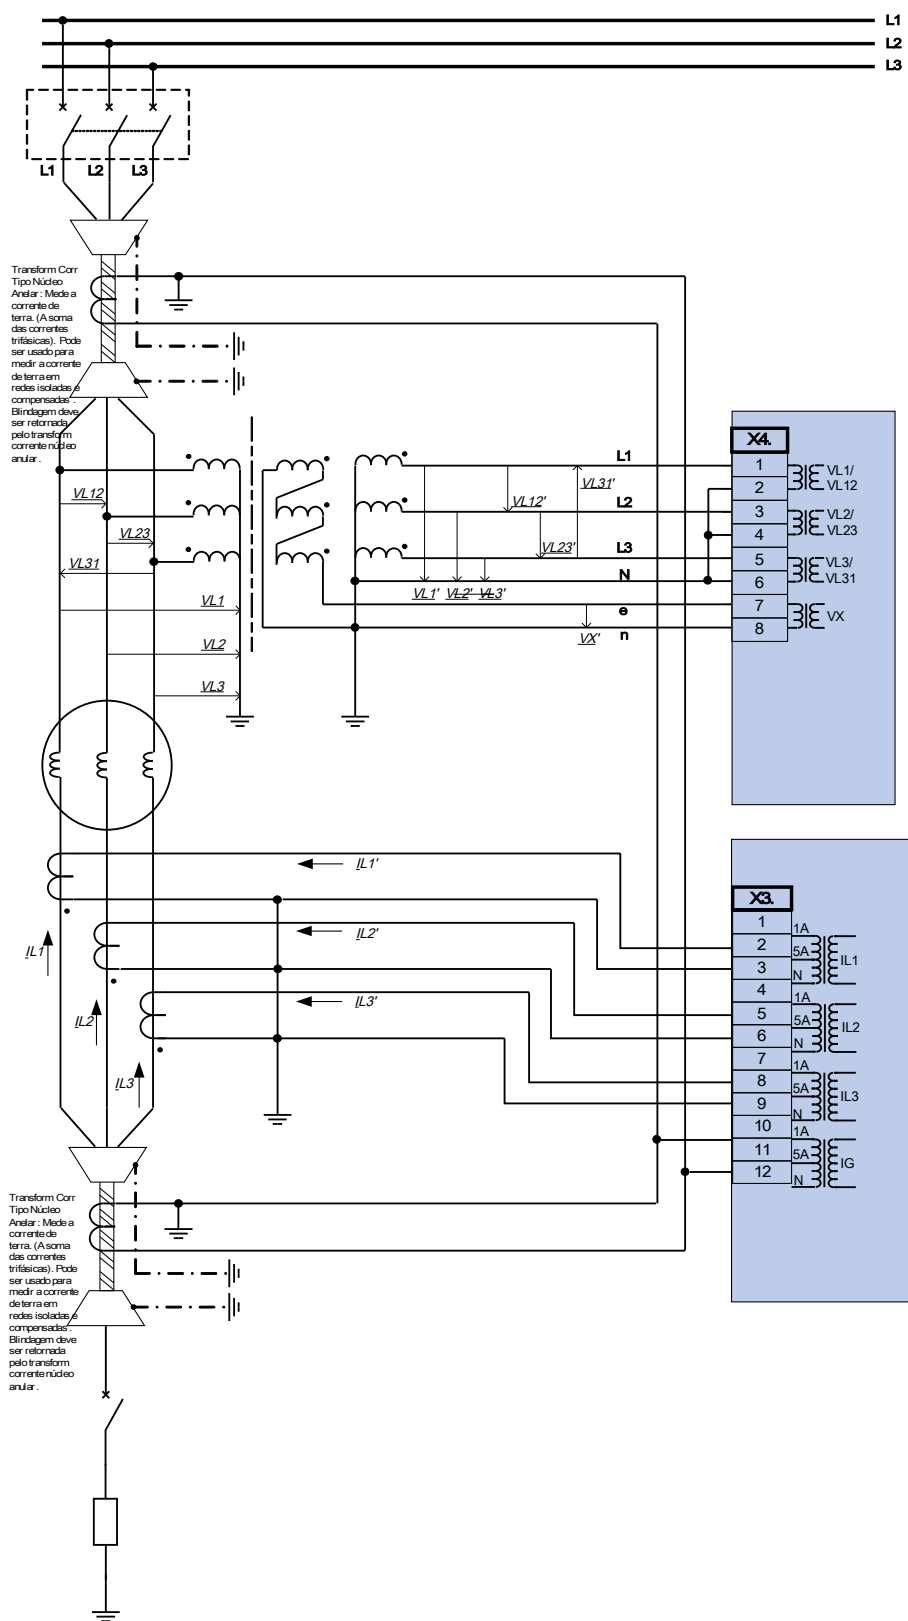 L1
L2
L3
L1 L2 L3
Transform Corr
Tipo Núcleo
Anelar : Mede a
corrente de
terra. (A soma
das correntes
trifásicas). Pode
ser usado para
medir a corrente
de terra em
redes isoladas e
compensadas .
Blindagem deve
ser retornada
pelo transform
corrente núcleo
anular .
VL12
VL23
VL31
VL1
VL2
VL3
L1
L2
L3
N
e
n
VL12'
VL31'
VL23'
VL1' VL2' VL3'
VX'
X4.
1
2
3
4
5
6
7
8
VL1/
VL12
VL2/
VL23
VL3/
VL31
VX
IL1'
IL2'
IL3'
IL1
IL2
IL3
X3.
1
2
3
4
5
6
7
8
9
10
11
12
1A
5A
N
IL1
1A
5A
N
IL2
1A
5A
N
IL3
1A
5A
N
IG
Transform Corr
Tipo Núcleo
Anelar : Mede a
corrente de
terra. (A soma
das correntes
trifásicas). Pode
ser usado para
medir a corrente
de terra em
redes isoladas e
compensadas .
Blindagem deve
ser retornada
pelo transform
corrente núcleo
anular .